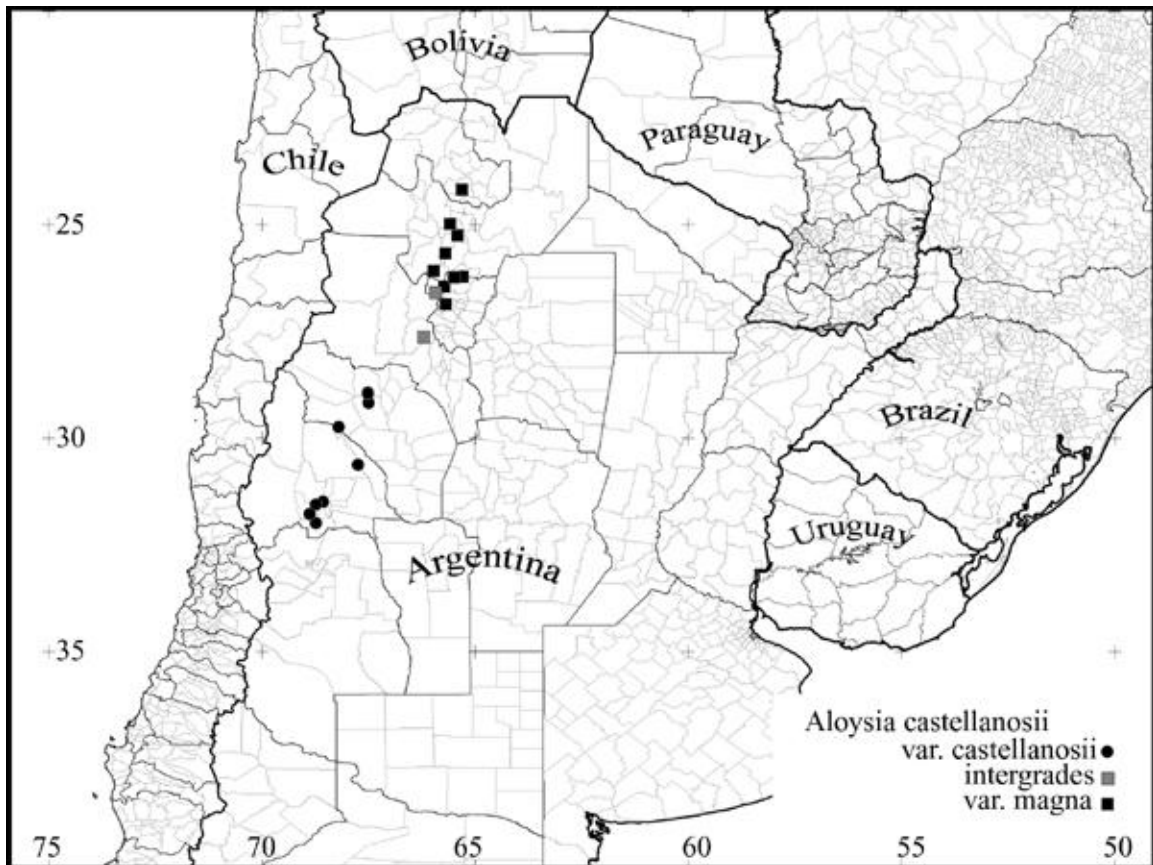 Bolívia
Paraguay
Chile
25
Brazil
30
Uruguay
Argentina
35
Aloysia castellanosii
var. castellanosii
intergrades
var. magna
75 70 65 60 55 50